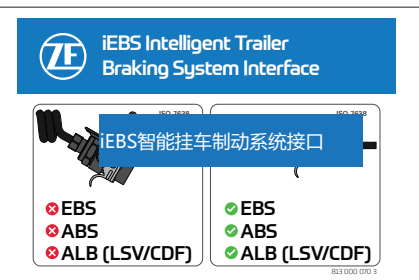 ZF
iEBS Intelligent Trailer
Braking System Interface
ISO 7638
ISO 7638
iEBS智能挂车制动系统接口
EBS
ABS
ALB (LSV/CDF)
EBS
ABS
ALB (LSV/CDF)
813 000 070 3